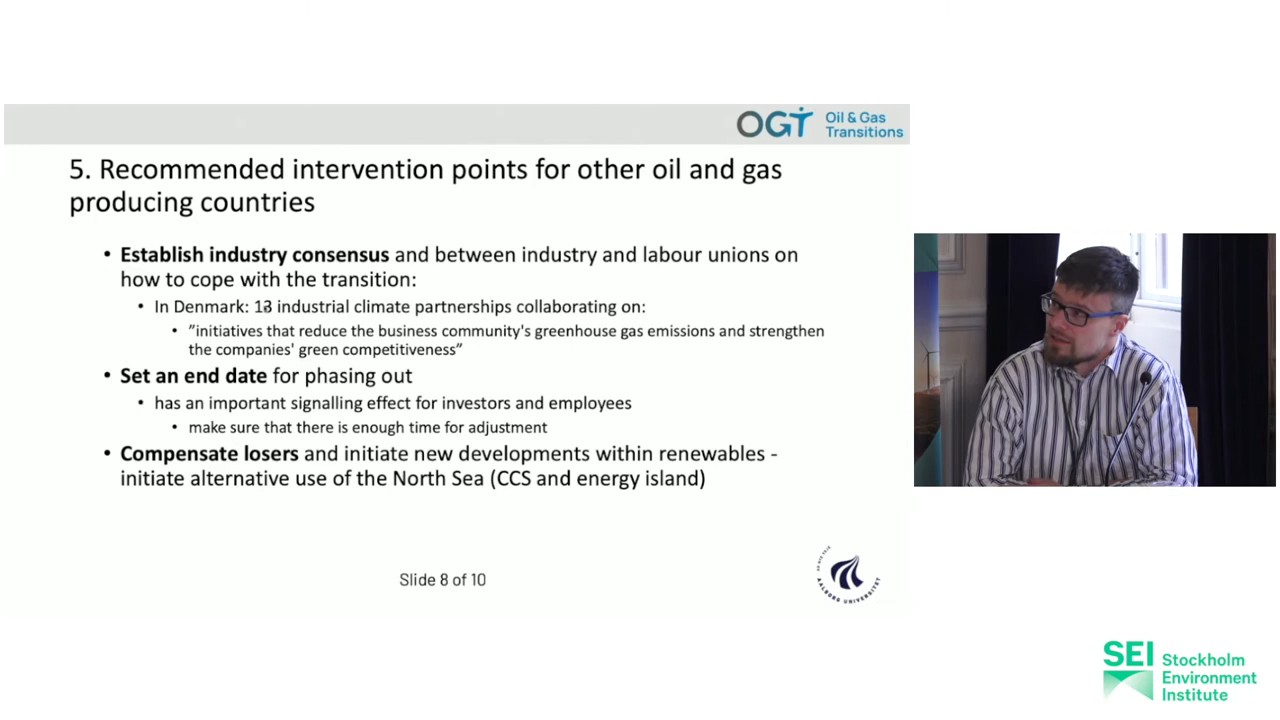 OGT Oil & Gas
Transitions
5. Recommended intervention points for other oil and gas
producing countries
• Establish industry consensus and between industry and labour unions on
how to cope with the transition:
• In Denmark: 13 industrial climate partnerships collaborating on:
• ”initiatives that reduce the business community's greenhouse gas emissions and strengthen
the companies' green competitiveness”
• Set an end date for phasing out
• has an important signalling effect for investors and employees
• make sure that there is enough time for adjustment
• Compensate losers and initiate new developments within renewables -
initiate alternative use of the North Sea (CCS and energy island)
Slide 8 of 10
AALBORG UNIVERSITET
SEI Stockholm
Environment
Institute